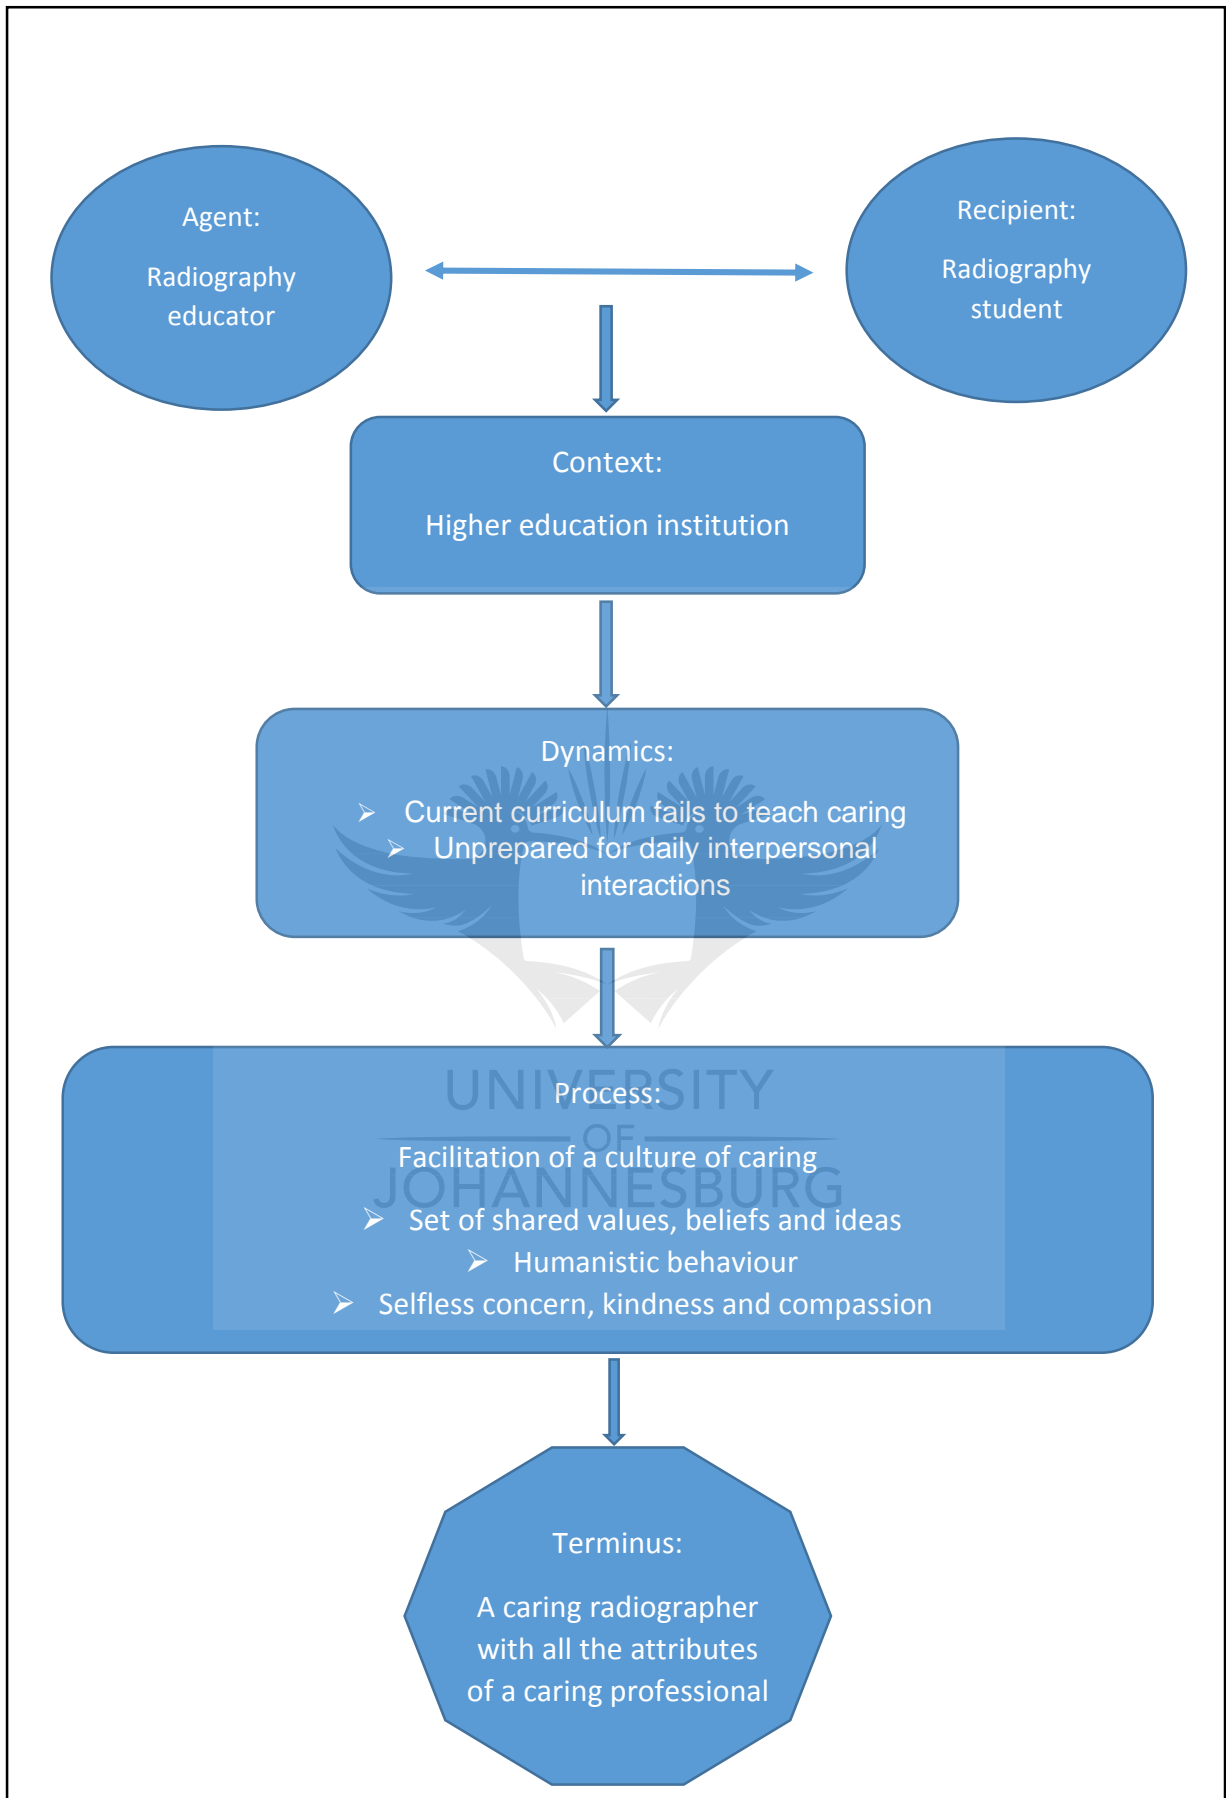 Agent:
Radiography
educator
Recipient:
Radiography
student
Context:
Higher education institution
Dynamics:
➢ Current curriculum fails to teach caring
➢ Unprepared for daily interpersonal
interactions
UNIVERSITY
OF
JOHANNESBURG
Process:
Facilitation of a culture of caring
➢ Set of shared values, beliefs and ideas
➢ Humanistic behaviour
➢ Selfless concern, kindness and compassion
Terminus:
A caring radiographer
with all the attributes
of a caring professional